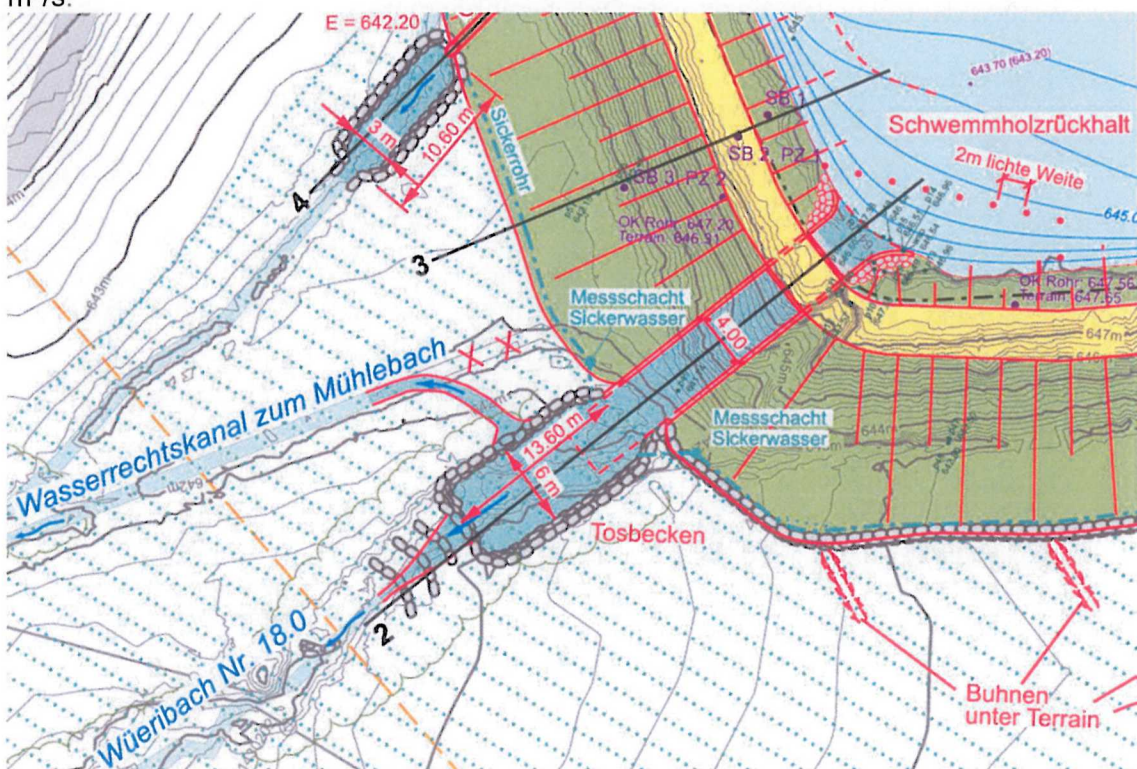 m³/s.
E = 642.20
3 m
10.60 m
Sickerrohr
4
3
SB 1
SB 2, PZ 1
SB 3, PZ 2
OK Rohr: 647.20
Terrain: 646.91
643.70 (643.20)
Schwemmholzrückhalt
2m lichte Weite
645.0
OK Rohr: 647.56
Terrain: 647.65
647m
643m
Messschacht
Sickerwasser
4.00
Wasserrechtskanal zum Mühlebach
642m
13.60 m
6 m
Messschacht
Sickerwasser
644m
Tosbecken
2
Wüeribach Nr. 18.0
Buhnen
unter Terrain